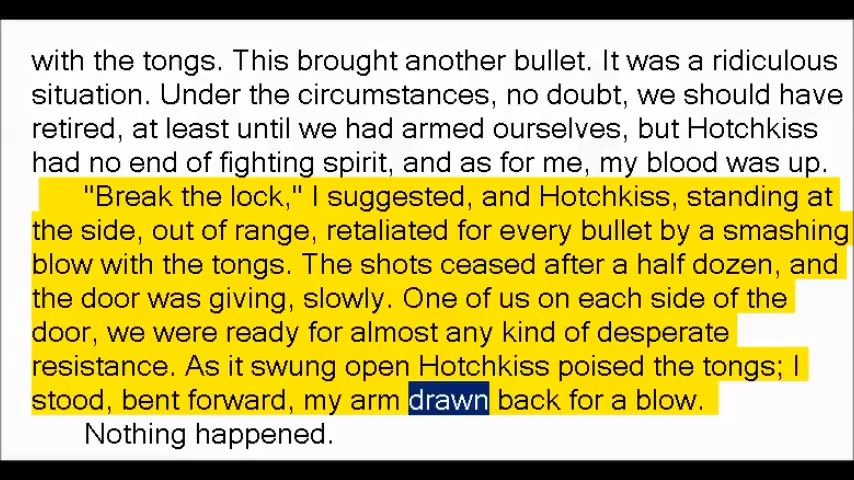 with the tongs. This brought another bullet. It was a ridiculous
situation. Under the circumstances, no doubt, we should have
retired, at least until we had armed ourselves, but Hotchkiss
had no end of fighting spirit, and as for me, my blood was up.
"Break the lock," I suggested, and Hotchkiss, standing at
the side, out of range, retaliated for every bullet by a smashing
blow with the tongs. The shots ceased after a half dozen, and
the door was giving, slowly. One of us on each side of the
door, we were ready for almost any kind of desperate
resistance. As it swung open Hotchkiss poised the tongs; I
stood, bent forward, my arm drawn back for a blow.
Nothing happened.